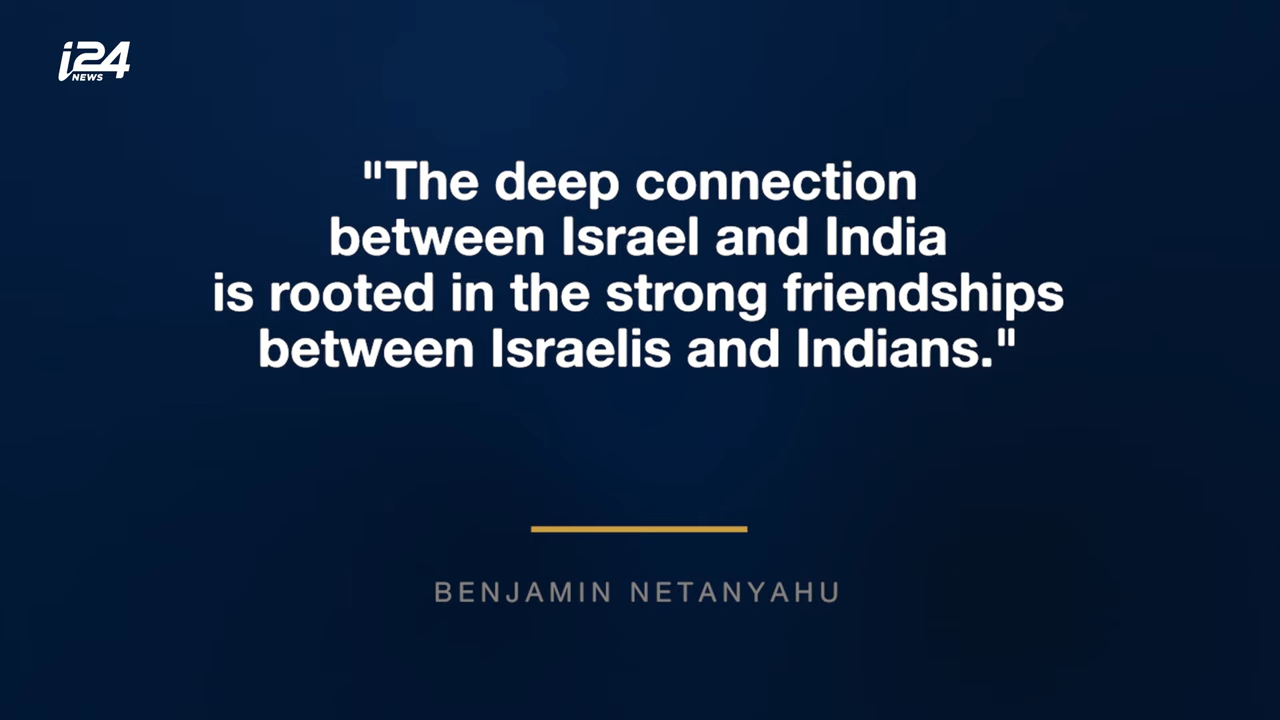 i24
NEWS
"The deep connection
between Israel and India
is rooted in the strong friendships
between Israelis and Indians."
BENJAMIN NETANYAHU